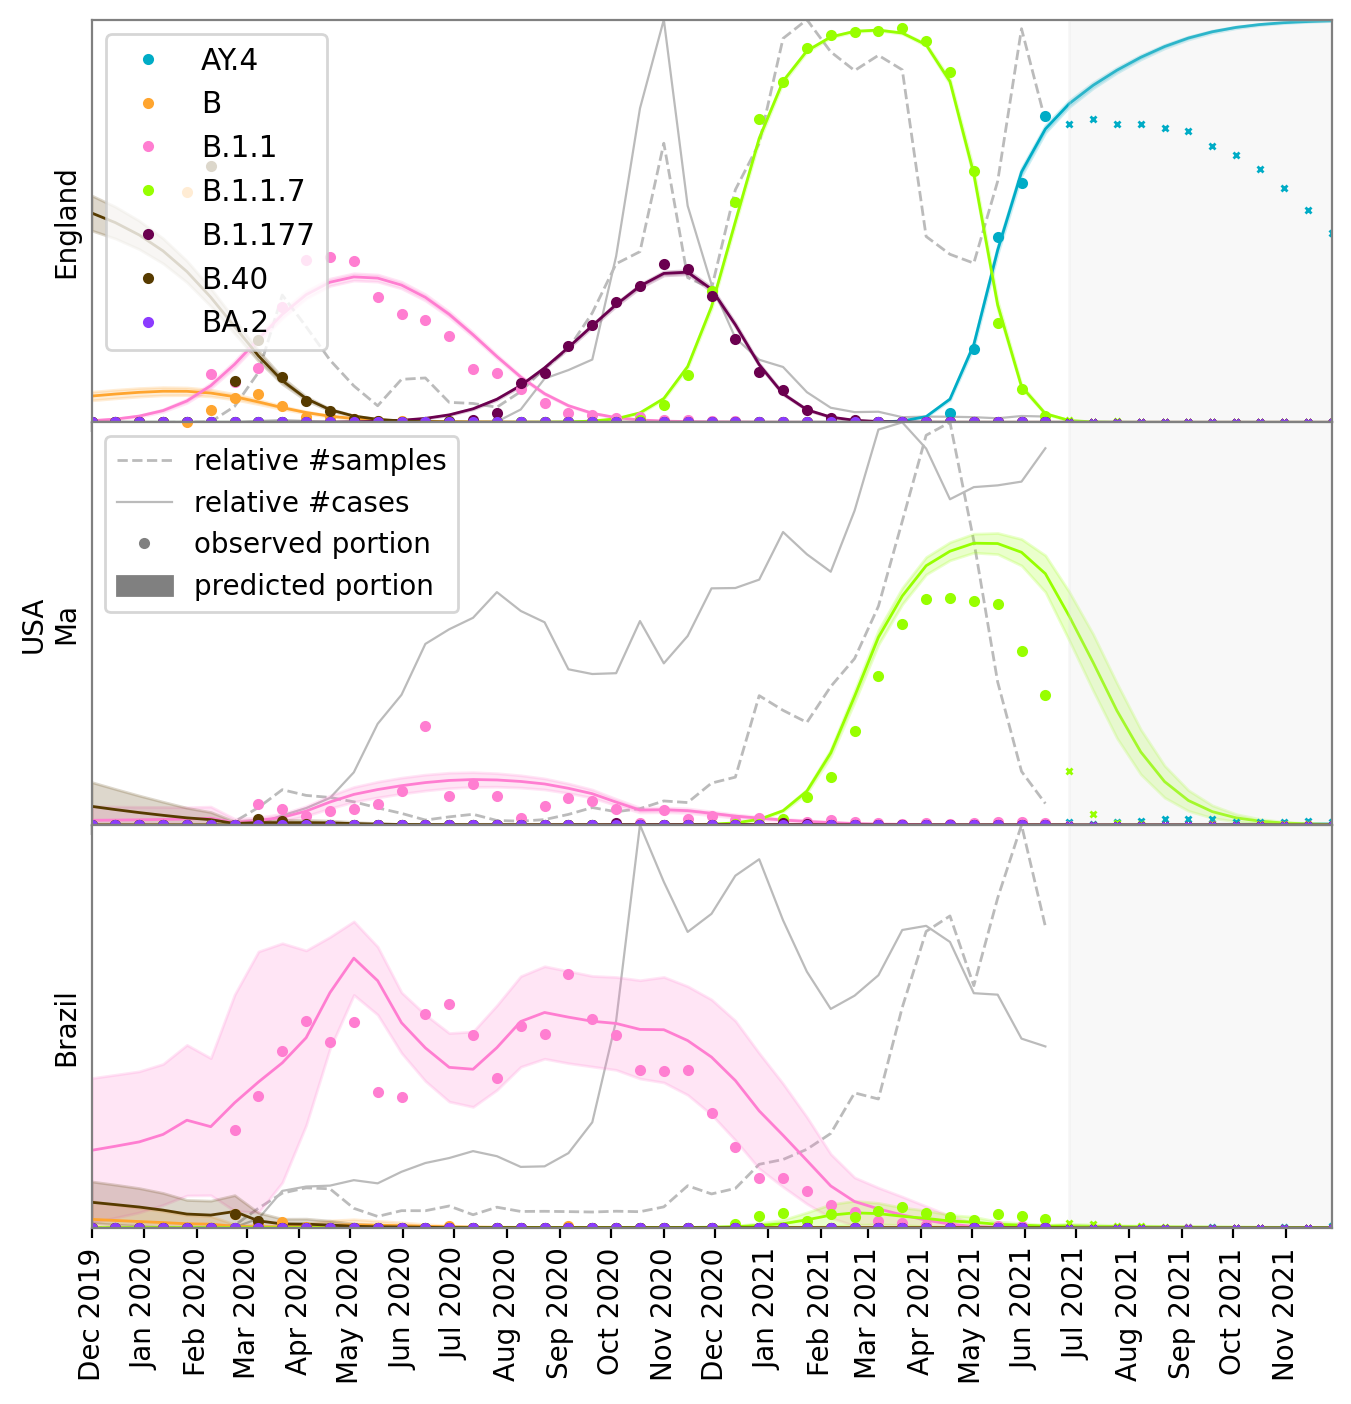 England
AY.4
B
B.1.1
B.1.1.7
B.1.177
B.40
BA.2
USA
Ma
relative #samples
relative #cases
observed portion
predicted portion
Brazil
Dec 2019
Jan 2020
Feb 2020
Mar 2020
Apr 2020
May 2020
Jun 2020
Jul 2020
Aug 2020
Sep 2020
Oct 2020
Nov 2020
Dec 2020
Jan 2021
Feb 2021
Mar 2021
Apr 2021
May 2021
Jun 2021
Jul 2021
Aug 2021
Sep 2021
Oct 2021
Nov 2021